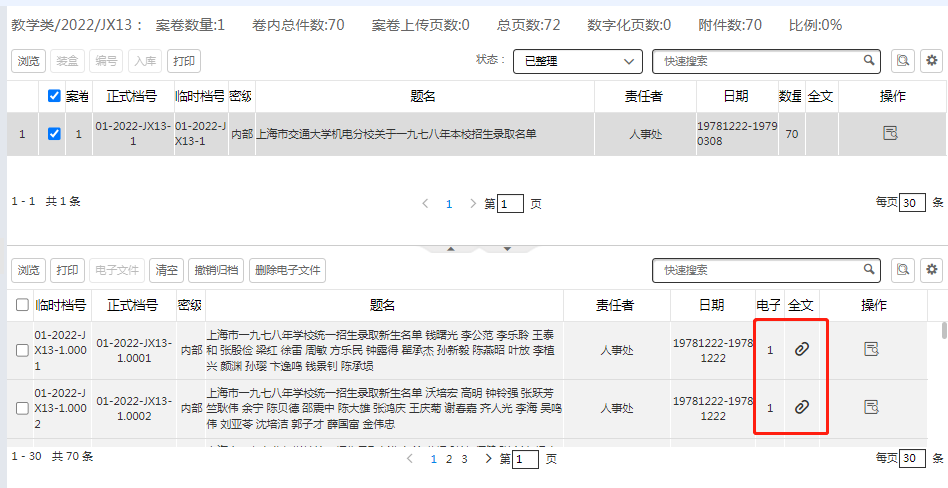 教学类/2022/JX13： 案卷数量:1 卷内总件数:70 案卷上传页数:0 总页数:72 数字化页数:0 附件数:70 比例:0%
浏览 装盒 编号 入库 打印 状态： 已整理 快速搜索
案卷 正式档号 临时档号 密级 题名 责任者 日期 数量 全文 操作
1 1 01-2022-JX13-1 01-2022-JX13-1 内部 上海市交通大学机电分校关于一九七八年本校招生录取名单 人事处 19781222-19790308 70
1 - 1 共 1 条 1 第 1 页 每页 30 条
浏览 打印 电子文件 清空 撤销归档 删除电子文件 快速搜索
临时档号 正式档号 密级 题名 责任者 日期 电子 全文 操作
01-2022-JX13-1.0001 01-2022-JX13-1.0001 内部 上海市一九七八年学校统一招生录取新生名单 钱曙光 李公范 李乐聆 王泰和 张股俭 梁红 徐雷 周敏 方乐民 钟露得 瞿承杰 孙新毅 陈燕昭 叶放 李植兴 颜渊 孙瑛 卞逸鸣 钱景钊 陈承埙 人事处 19781222-19781222 1
01-2022-JX13-1.0002 01-2022-JX13-1.0002 内部 上海市一九七八年学校统一招生录取新生名单 沃培宏 高明 钟铃强 张跃芳 竺耿伟 余宁 陈贝德 邵震中 陈大雄 张鸿庆 王庆菊 谢春嘉 齐人光 李海 吴鸣伟 刘亚苓 沈培洁 郭子才 薛国富 金伟忠 人事处 19781222-19781222 1
1 - 30 共 70 条 1 2 3 第 1 页 每页 30 条